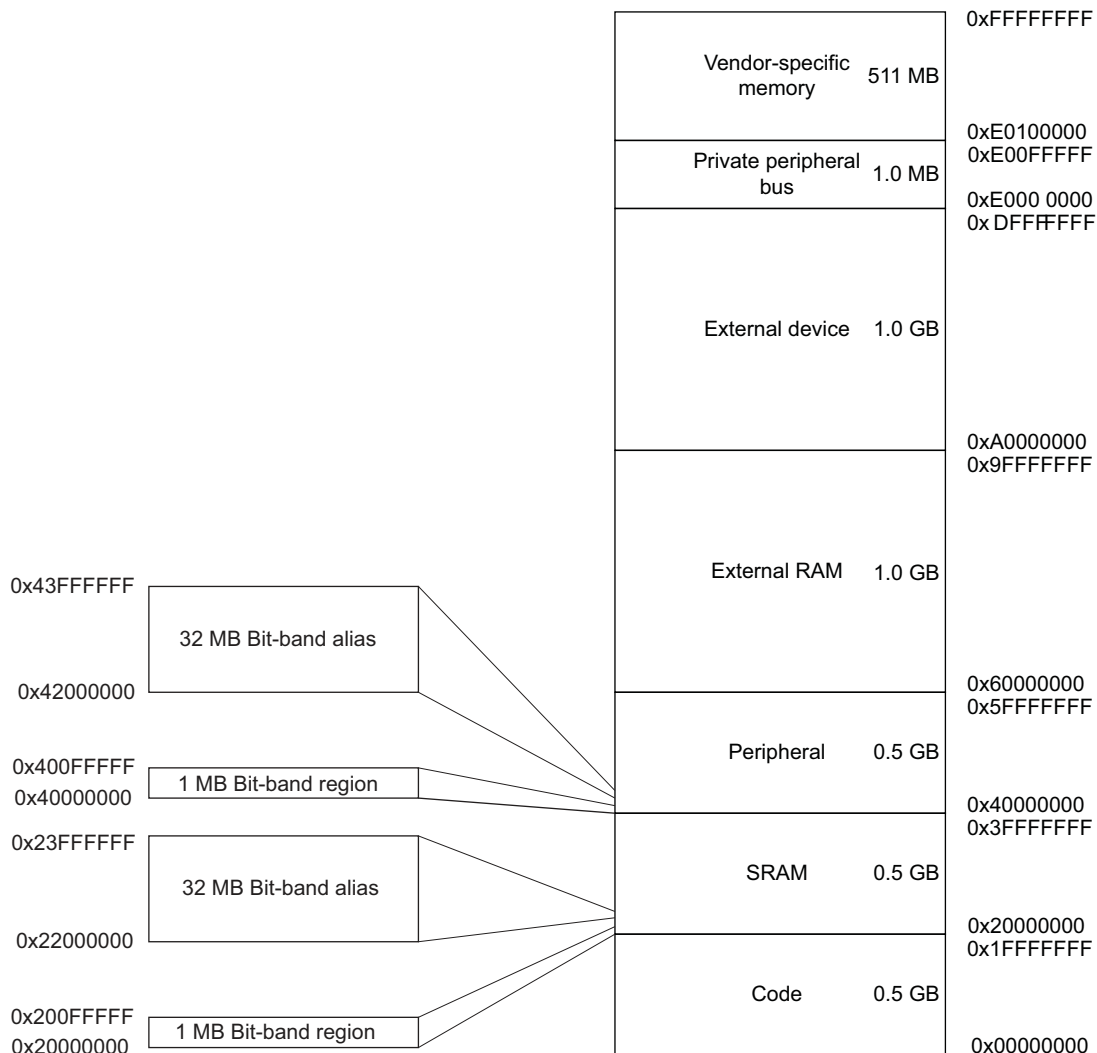 0xFFFFFFFF
Vendor-specific
memory
511 MB
0xE0100000
0xE00FFFFF
Private peripheral
bus
1.0 MB
0xE000 0000
0x DFFFFFFF
External device
1.0 GB
0xA0000000
0x9FFFFFFF
External RAM
1.0 GB
0x60000000
0x5FFFFFFF
Peripheral
0.5 GB
0x40000000
0x3FFFFFFF
SRAM
0.5 GB
0x20000000
0x1FFFFFFF
Code
0.5 GB
0x00000000
0x43FFFFFF
32 MB Bit-band alias
0x42000000
0x400FFFFF
1 MB Bit-band region
0x40000000
0x23FFFFFF
32 MB Bit-band alias
0x22000000
0x200FFFFF
1 MB Bit-band region
0x20000000